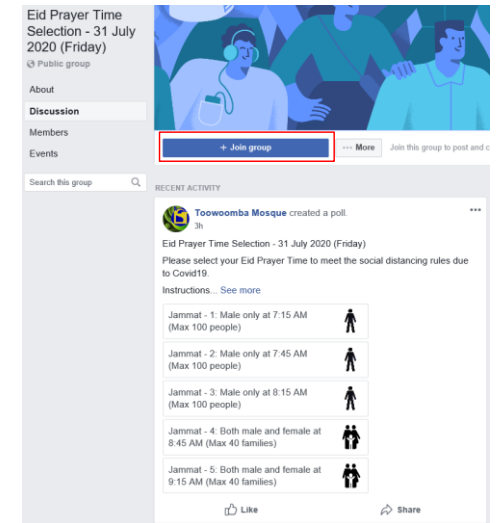 Eid Prayer Time
Selection - 31 July
2020 (Friday)
Public group
About
Discussion
Members
Events
Search this group
+ Join group
··· More
Join this group to post and c
RECENT ACTIVITY
Toowoomba Mosque created a poll.
3h
Eid Prayer Time Selection - 31 July 2020 (Friday)
Please select your Eid Prayer Time to meet the social distancing rules due
to Covid19.
Instructions... See more
Jammat - 1: Male only at 7:15 AM
(Max 100 people)
Jammat - 2: Male only at 7:45 AM
(Max 100 people)
Jammat - 3: Male only at 8:15 AM
(Max 100 people)
Jammat - 4: Both male and female at
8:45 AM (Max 40 families)
Jammat - 5: Both male and female at
9:15 AM (Max 40 families)
Like
Share